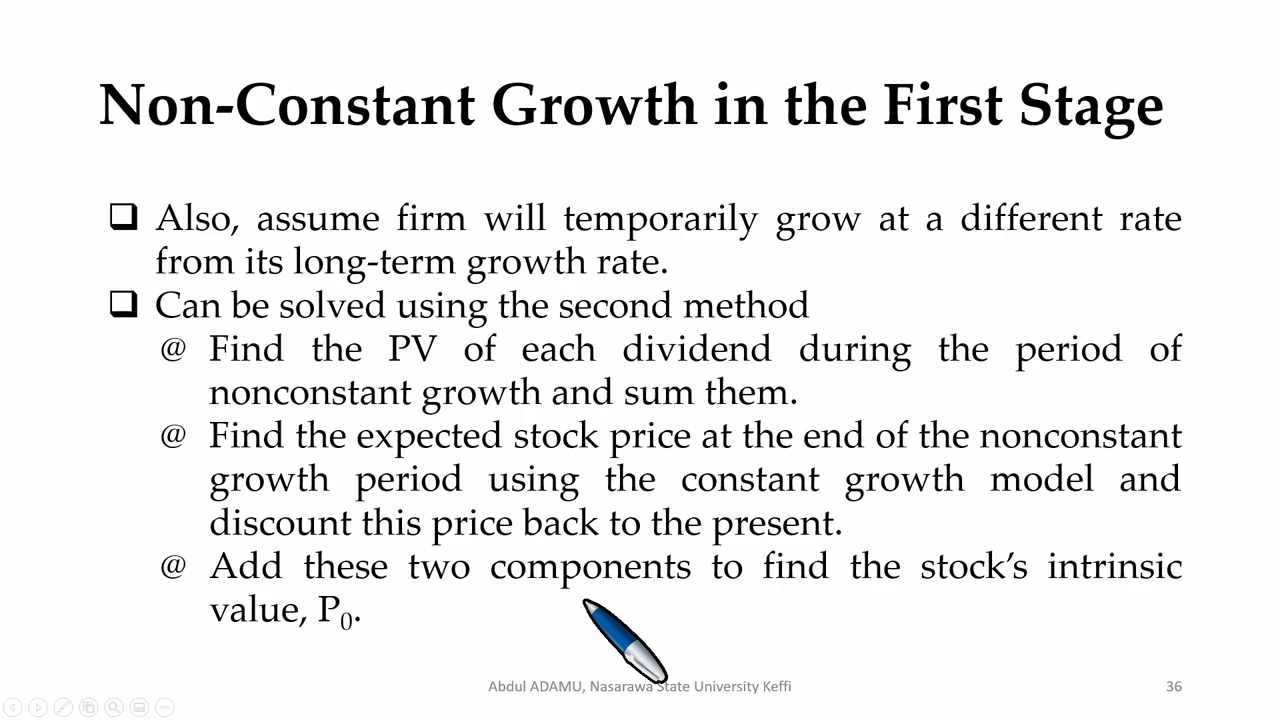 Non-Constant Growth in the First Stage
❑ Also, assume firm will temporarily grow at a different rate
from its long-term growth rate.
❑ Can be solved using the second method
@ Find the PV of each dividend during the period of
nonconstant growth and sum them.
@ Find the expected stock price at the end of the nonconstant
growth period using the constant growth model and
discount this price back to the present.
@ Add these two components to find the stock’s intrinsic
value, P₀.
Abdul ADAMU, Nasarawa State University Keffi
36